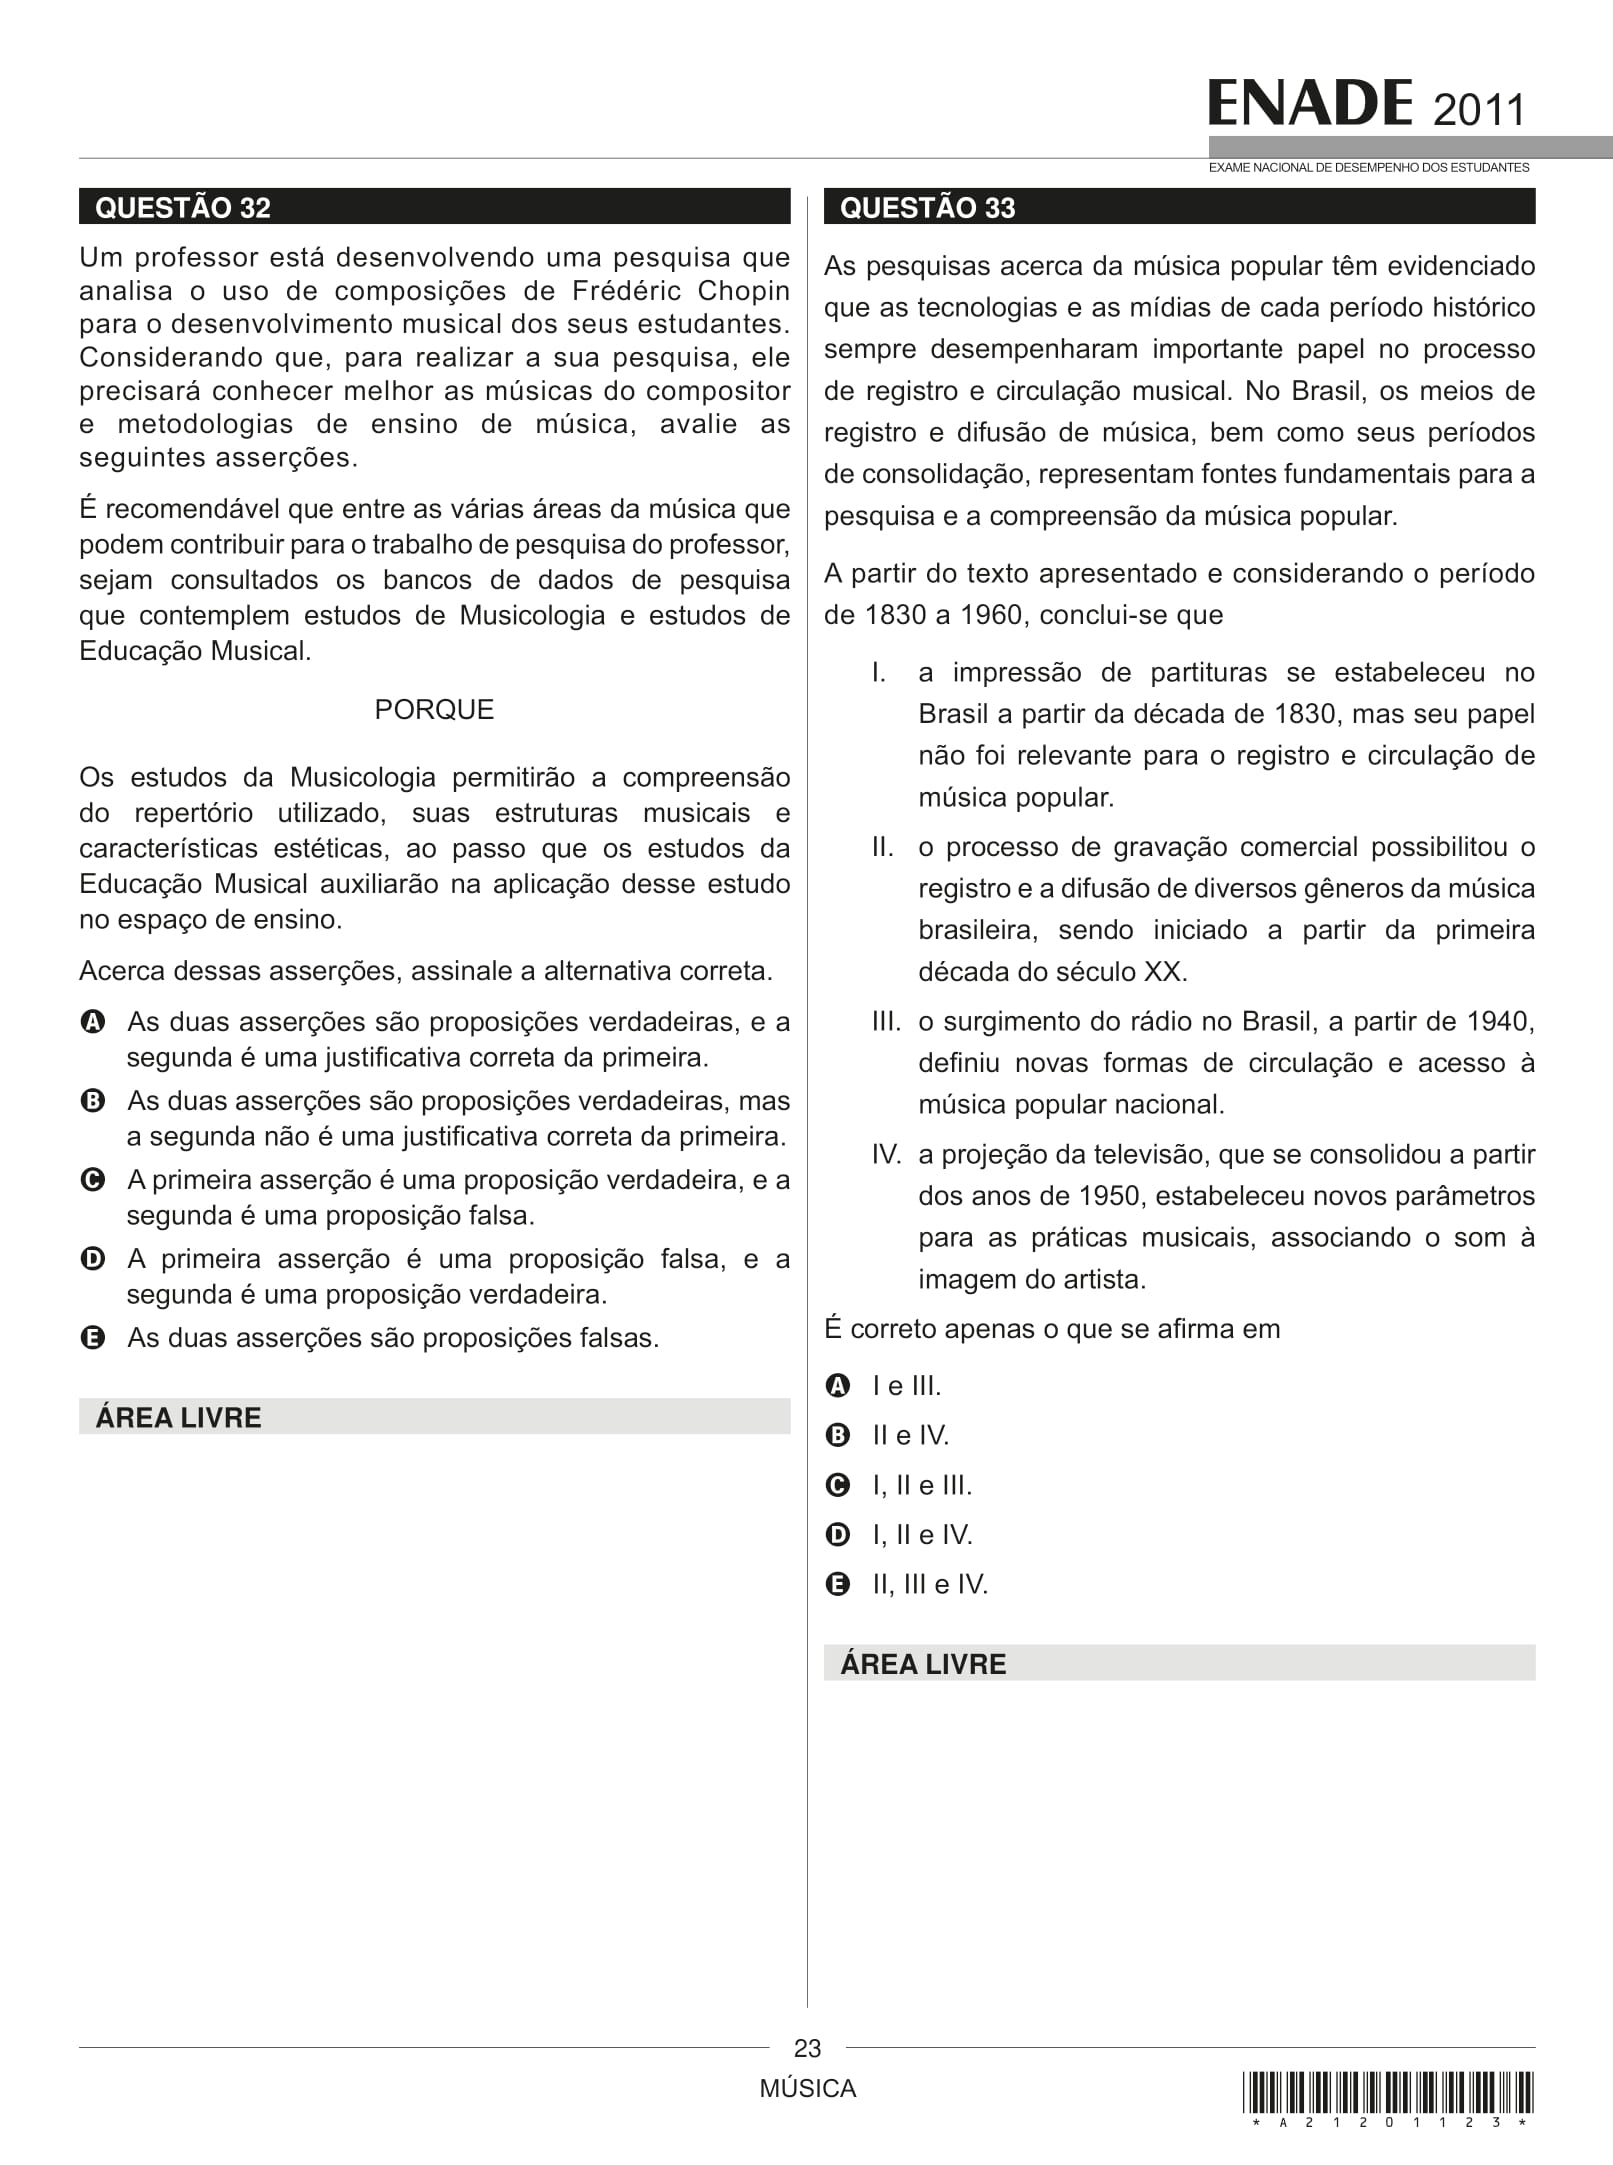 ENADE 2011
EXAME NACIONAL DE DESEMPENHO DOS ESTUDANTES
QUESTÃO 32
Um professor está desenvolvendo uma pesquisa que
analisa o uso de composições de Frédéric Chopin
para o desenvolvimento musical dos seus estudantes.
Considerando que, para realizar a sua pesquisa, ele
precisará conhecer melhor as músicas do compositor
e metodologias de ensino de música, avalie as
seguintes asserções.
É recomendável que entre as várias áreas da música que
podem contribuir para o trabalho de pesquisa do professor,
sejam consultados os bancos de dados de pesquisa
que contemplem estudos de Musicologia e estudos de
Educação Musical.
PORQUE
Os estudos da Musicologia permitirão a compreensão
do repertório utilizado, suas estruturas musicais e
características estéticas, ao passo que os estudos da
Educação Musical auxiliarão na aplicação desse estudo
no espaço de ensino.
Acerca dessas asserções, assinale a alternativa correta.
A As duas asserções são proposições verdadeiras, e a
segunda é uma justificativa correta da primeira.
B As duas asserções são proposições verdadeiras, mas
a segunda não é uma justificativa correta da primeira.
C A primeira asserção é uma proposição verdadeira, e a
segunda é uma proposição falsa.
D A primeira asserção é uma proposição falsa, e a
segunda é uma proposição verdadeira.
E As duas asserções são proposições falsas.
ÁREA LIVRE
QUESTÃO 33
As pesquisas acerca da música popular têm evidenciado
que as tecnologias e as mídias de cada período histórico
sempre desempenharam importante papel no processo
de registro e circulação musical. No Brasil, os meios de
registro e difusão de música, bem como seus períodos
de consolidação, representam fontes fundamentais para a
pesquisa e a compreensão da música popular.
A partir do texto apresentado e considerando o período
de 1830 a 1960, conclui-se que
I. a impressão de partituras se estabeleceu no
Brasil a partir da década de 1830, mas seu papel
não foi relevante para o registro e circulação de
música popular.
II. o processo de gravação comercial possibilitou o
registro e a difusão de diversos gêneros da música
brasileira, sendo iniciado a partir da primeira
década do século XX.
III. o surgimento do rádio no Brasil, a partir de 1940,
definiu novas formas de circulação e acesso à
música popular nacional.
IV. a projeção da televisão, que se consolidou a partir
dos anos de 1950, estabeleceu novos parâmetros
para as práticas musicais, associando o som à
imagem do artista.
É correto apenas o que se afirma em
A I e III.
B II e IV.
C I, II e III.
D I, II e IV.
E II, III e IV.
ÁREA LIVRE
23
MÚSICA
*A21201123*